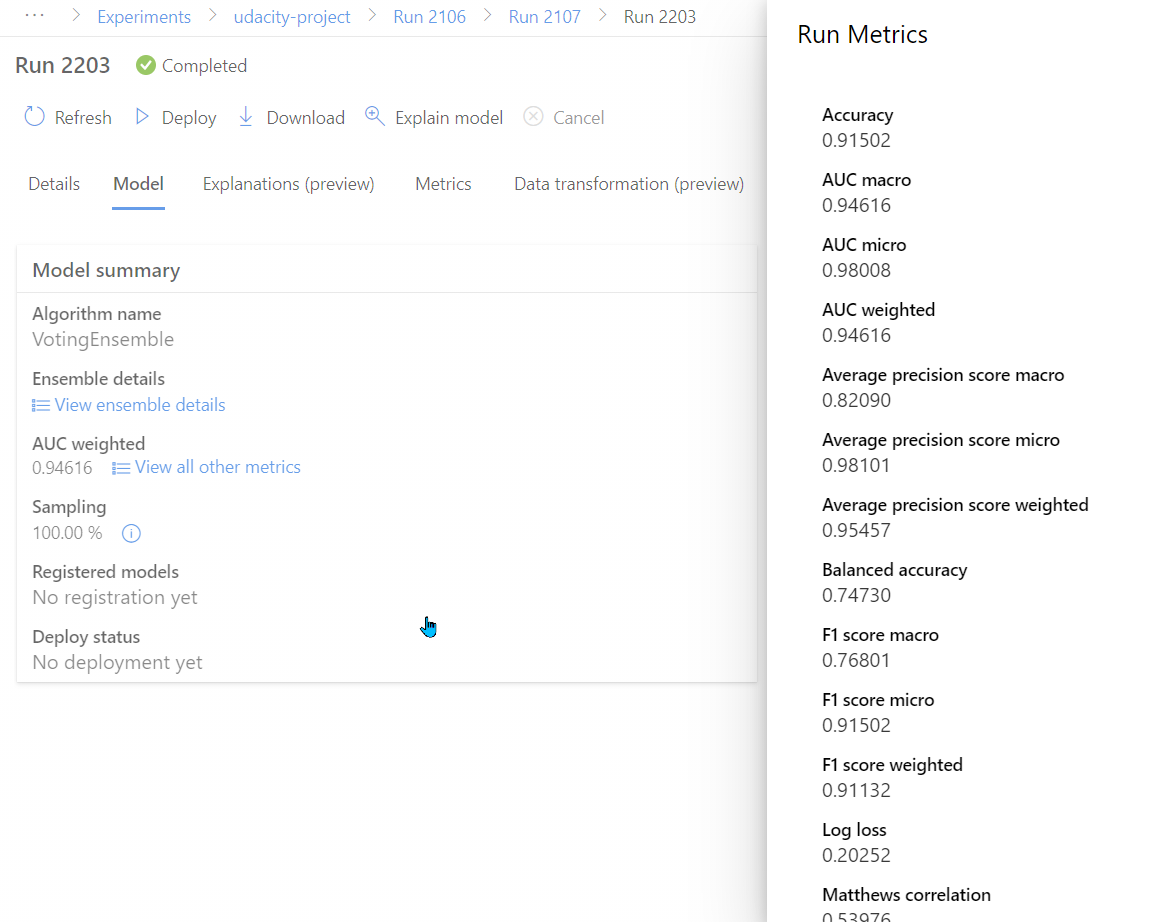 ··· Experiments udacity-project Run 2106 Run 2107 Run 2203
Run 2203 Completed
Refresh Deploy Download Explain model Cancel
Details Model Explanations (preview) Metrics Data transformation (preview)
Model summary
Algorithm name
VotingEnsemble
Ensemble details
View ensemble details
AUC weighted
0.94616 View all other metrics
Sampling
100.00 %
Registered models
No registration yet
Deploy status
No deployment yet
Run Metrics
Accuracy
0.91502
AUC macro
0.94616
AUC micro
0.98008
AUC weighted
0.94616
Average precision score macro
0.82090
Average precision score micro
0.98101
Average precision score weighted
0.95457
Balanced accuracy
0.74730
F1 score macro
0.76801
F1 score micro
0.91502
F1 score weighted
0.91132
Log loss
0.20252
Matthews correlation
0.53976